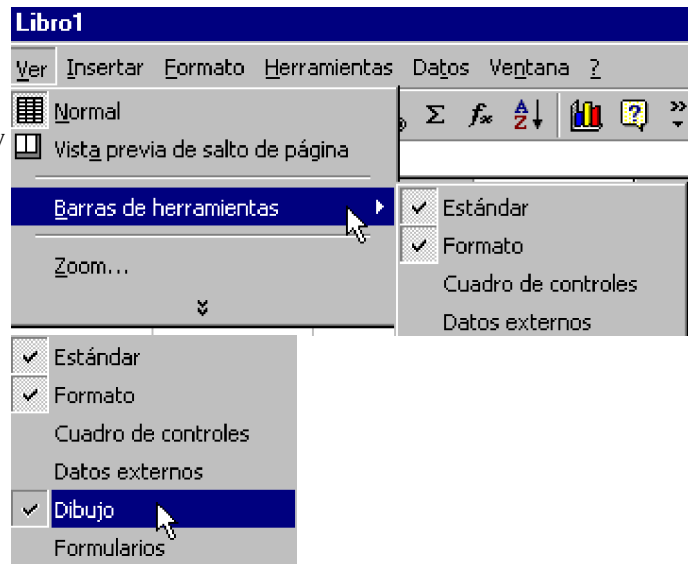 Libro1
Ver Insertar Formato Herramientas Datos Ventana ?
Normal
Vista previa de salto de página
Barras de herramientas
Zoom...
Estándar
Formato
Cuadro de controles
Datos externos
Estándar
Formato
Cuadro de controles
Datos externos
Dibujo
Formularios